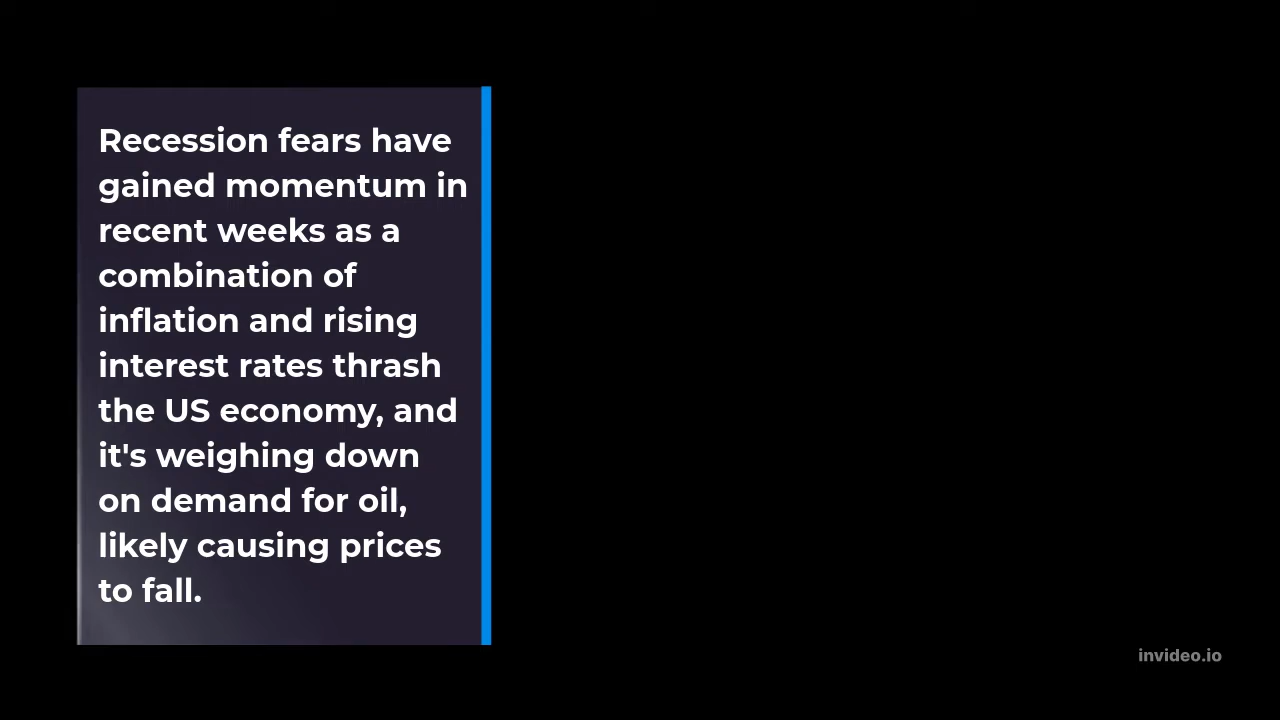 Recession fears have
gained momentum in
recent weeks as a
combination of
inflation and rising
interest rates thrash
the US economy, and
it's weighing down
on demand for oil,
likely causing prices
to fall.
invideo.io